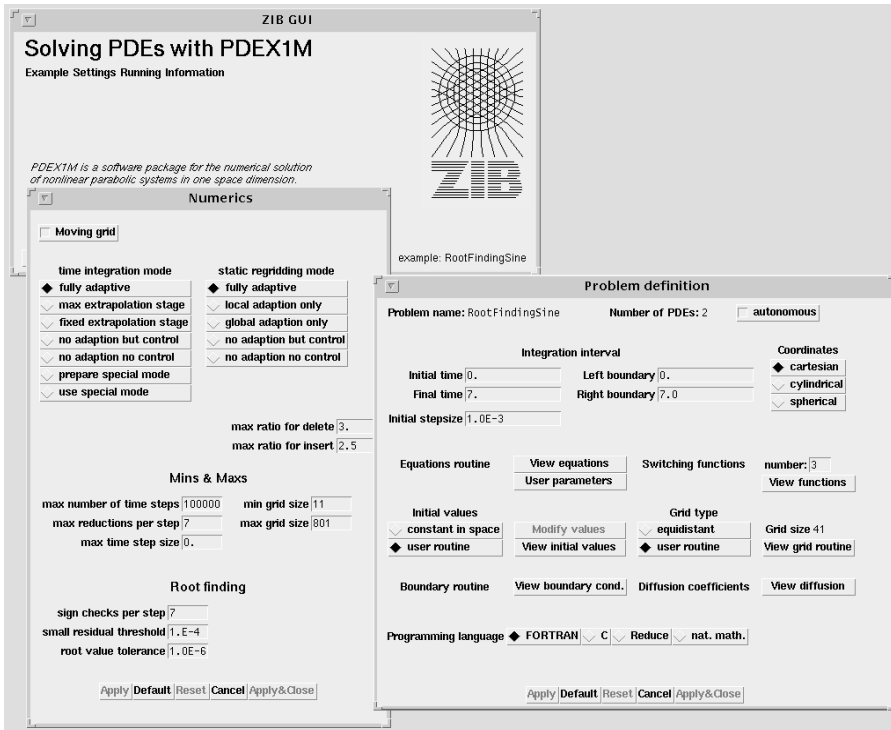 ZIB GUI
Solving PDEs with PDEX1M
Example Settings Running Information
PDEX1M is a software package for the numerical solution
of nonlinear parabolic systems in one space dimension.
ZIB
example: RootFindingSine
Numerics
Moving grid
time integration mode static regridding mode
fully adaptive fully adaptive
max extrapolation stage local adaption only
fixed extrapolation stage global adaption only
no adaption but control no adaption but control
no adaption no control no adaption no control
prepare special mode
use special mode
max ratio for delete 3.
max ratio for insert 2.5
Mins & Maxs
max number of time steps 100000 min grid size 11
max reductions per step 7 max grid size 801
max time step size 0.
Root finding
sign checks per step 7
small residual threshold 1.E-4
root value tolerance 1.0E-6
Apply Default Reset Cancel Apply&Close
Problem definition
Problem name: RootFindingSine Number of PDEs: 2 autonomous
Integration interval Coordinates
Initial time 0. Left boundary 0. cartesian
Final time 7. Right boundary 7.0 cylindrical
spherical
Initial stepsize 1.0E-3
Equations routine View equations Switching functions number: 3
User parameters View functions
Initial values Grid type
constant in space Modify values equidistant Grid size 41
user routine View initial values user routine View grid routine
Boundary routine View boundary cond. Diffusion coefficients View diffusion
Programming language FORTRAN C Reduce nat. math.
Apply Default Reset Cancel Apply&Close